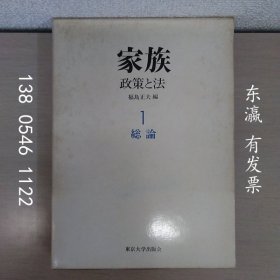 家族
政策と法
福島正夫 編
1
総論
東京大学出版会
138 0546 1122
东瀛 有发票